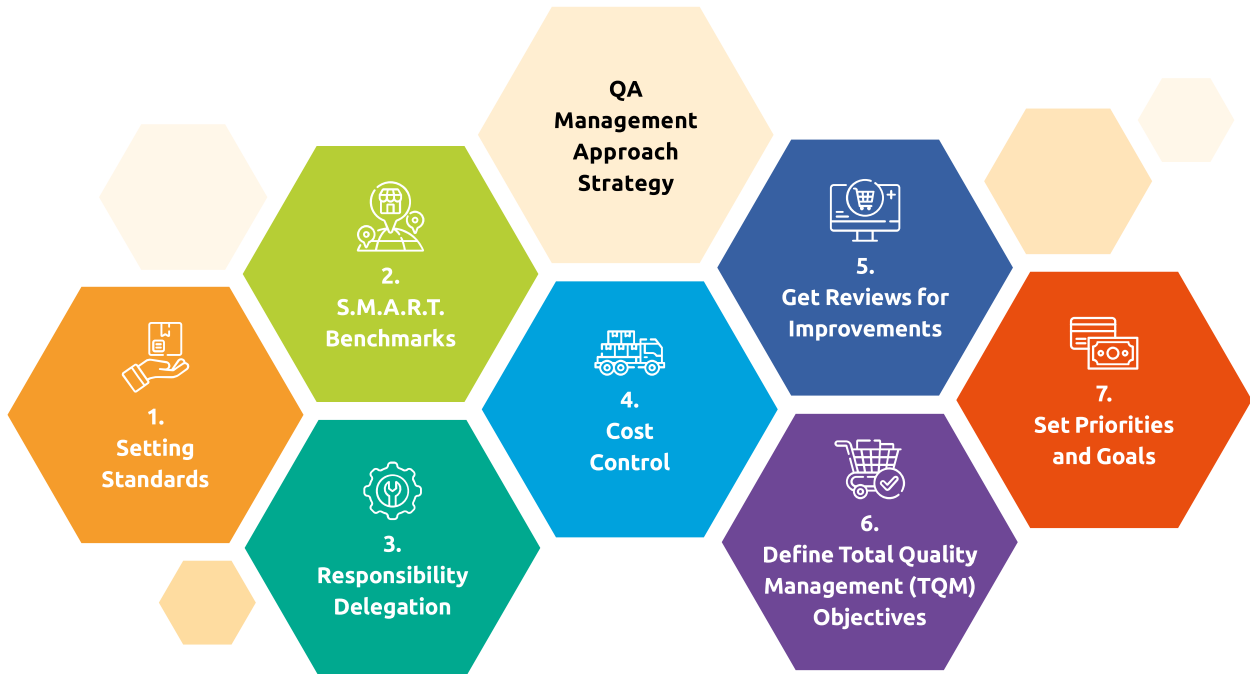 QA
Management
Approach
Strategy
1.
Setting
Standards
2.
S.M.A.R.T.
Benchmarks
3.
Responsibility
Delegation
4.
Cost
Control
5.
Get Reviews for
Improvements
6.
Define Total Quality
Management (TQM)
Objectives
7.
Set Priorities
and Goals